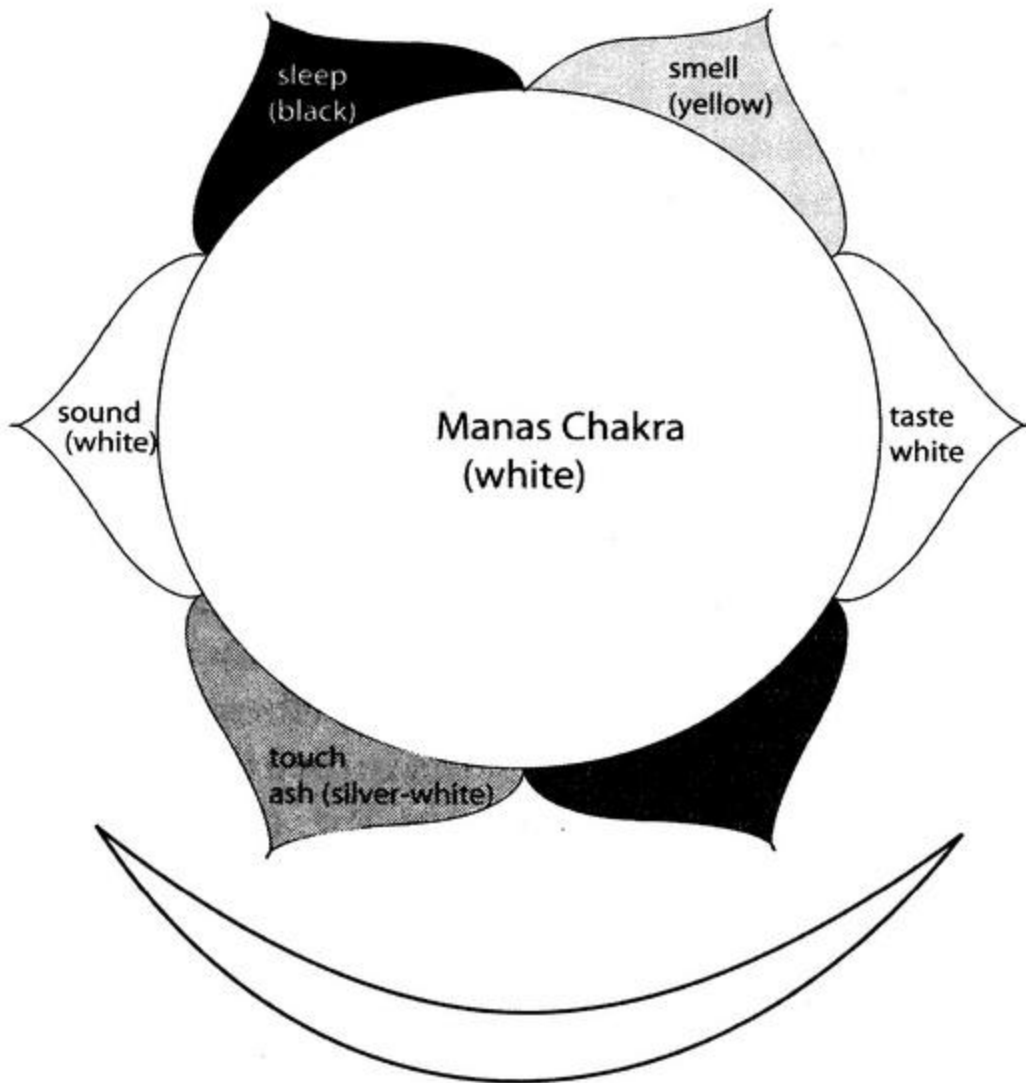 sleep
(black)
smell
(yellow)
sound
(white)
Manas Chakra
(white)
taste
white
touch
ash (silver-white)